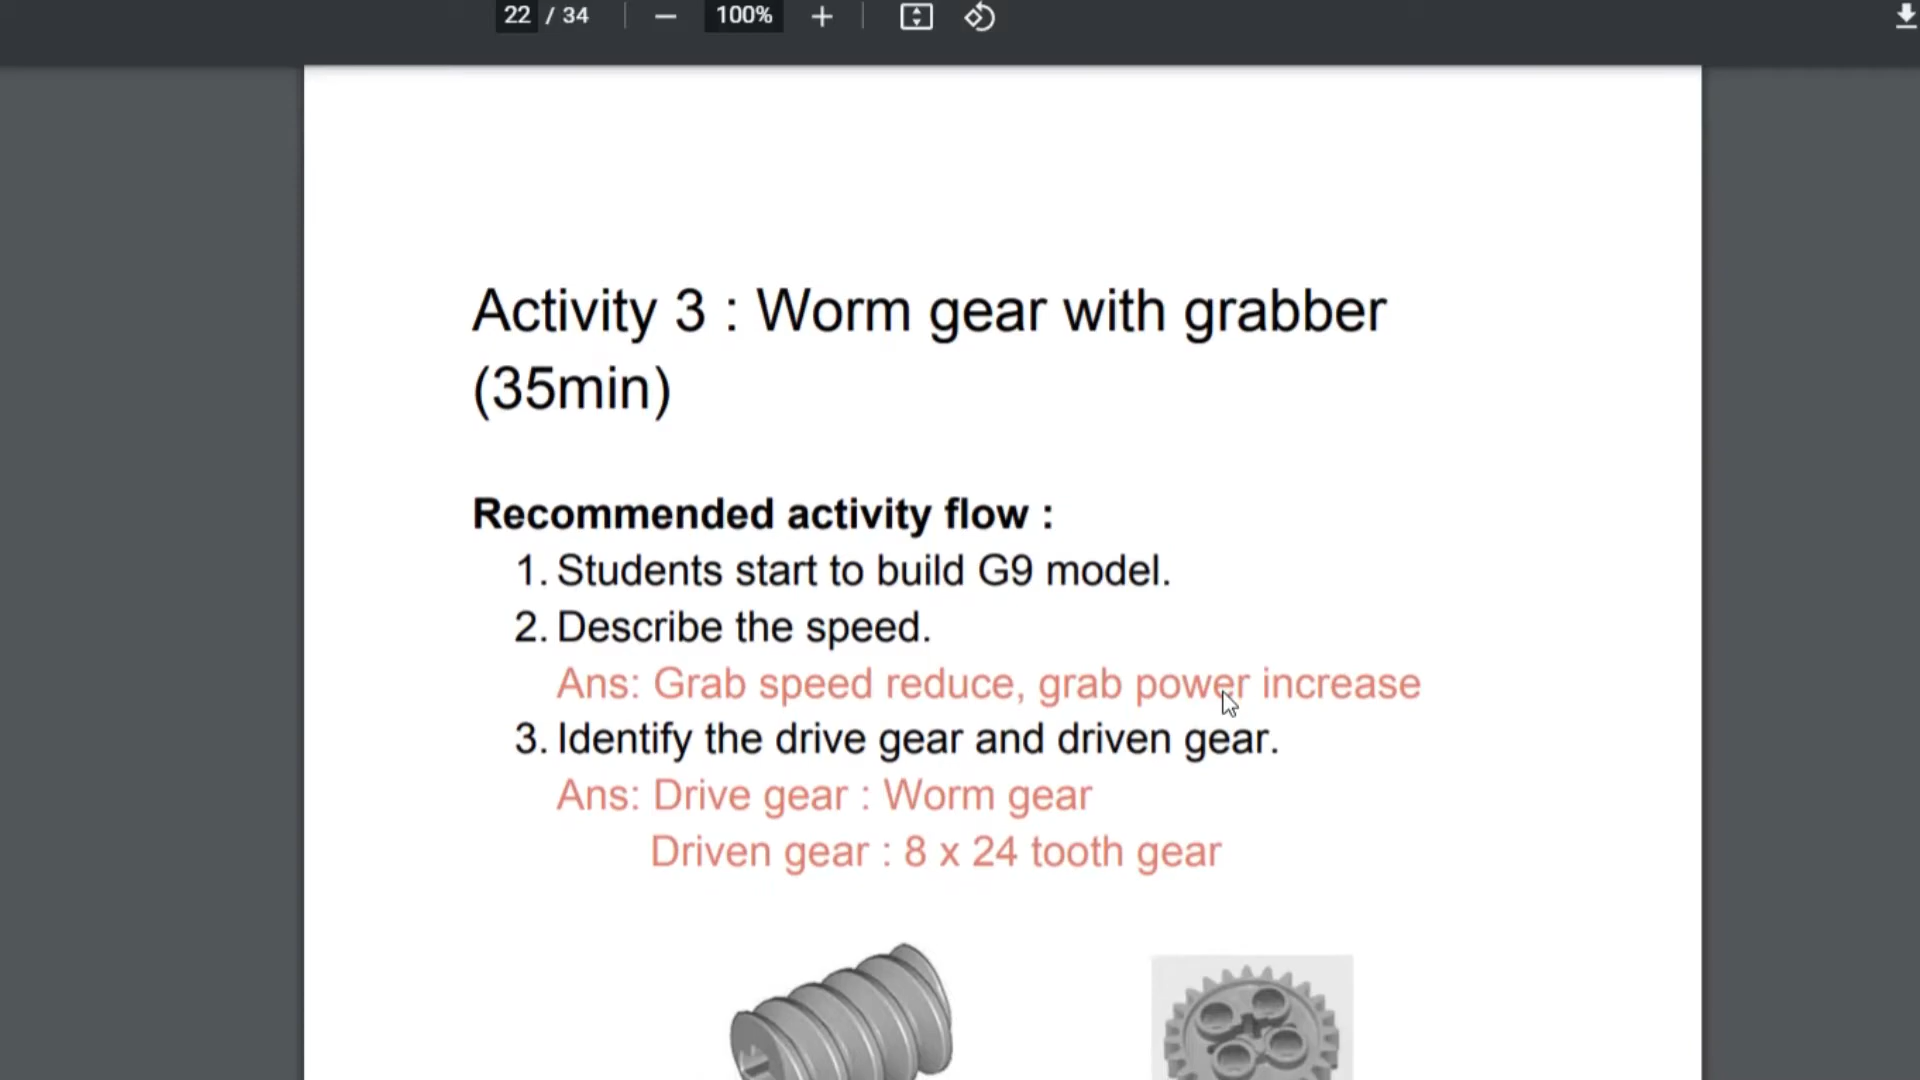 22 / 34
100%
Activity 3 : Worm gear with grabber
(35min)
Recommended activity flow :
1. Students start to build G9 model.
2. Describe the speed.
Ans: Grab speed reduce, grab power increase
3. Identify the drive gear and driven gear.
Ans: Drive gear : Worm gear
Driven gear : 8 x 24 tooth gear